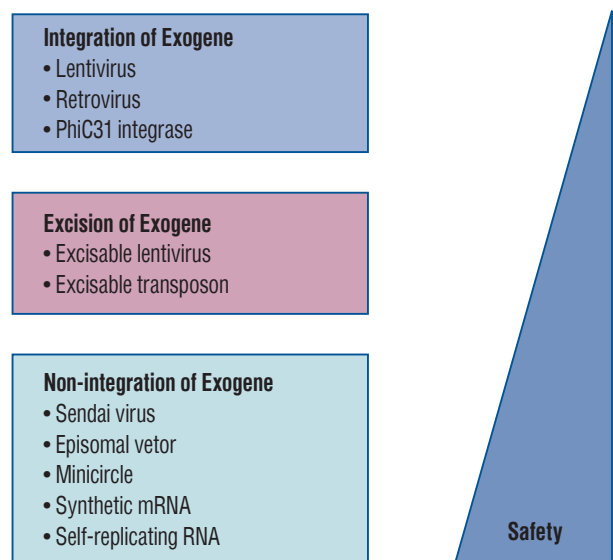 Integration of Exogene
• Lentivirus
• Retrovirus
• PhiC31 integrase
Excision of Exogene
• Excisable lentivirus
• Excisable transposon
Non-integration of Exogene
• Sendai virus
• Episomal vetor
• Minicircle
• Synthetic mRNA
• Self-replicating RNA
Safety